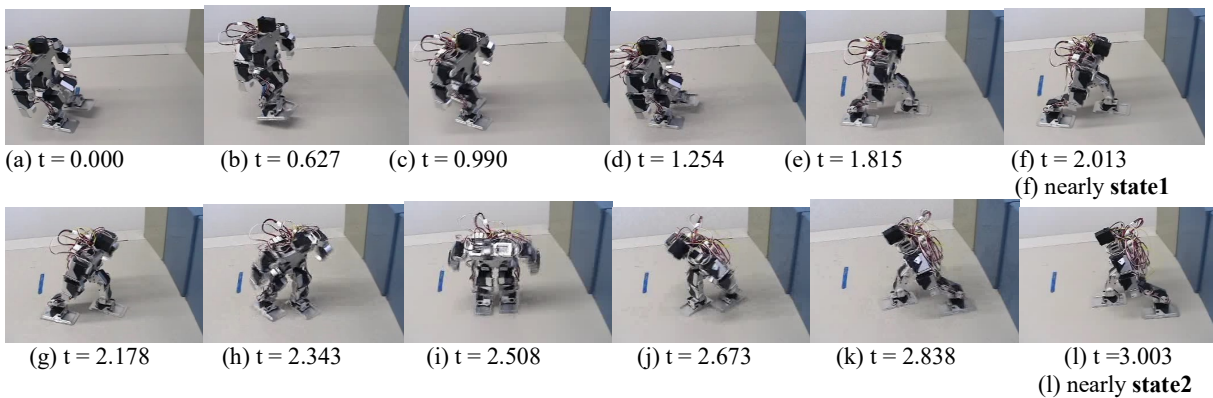 (a) t = 0.000 (b) t = 0.627 (c) t = 0.990 (d) t = 1.254 (e) t = 1.815 (f) t = 2.013
(f) nearly state1
(g) t = 2.178 (h) t = 2.343 (i) t = 2.508 (j) t = 2.673 (k) t = 2.838 (l) t =3.003
(l) nearly state2